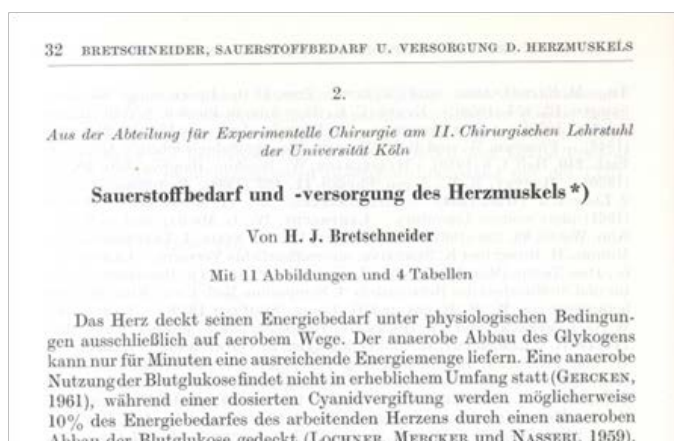 32 BRETSCHNEIDER, SAUERSTOFFBEDARF U. VERSORGUNG D. HERZMUSKELS
2.
Aus der Abteilung für Experimentelle Chirurgie am II. Chirurgischen Lehrstuhl
der Universität Köln
Sauerstoffbedarf und -versorgung des Herzmuskels *)
Von H. J. Bretschneider
Mit 11 Abbildungen und 4 Tabellen
Das Herz deckt seinen Energiebedarf unter physiologischen Bedingun-
gen ausschließlich auf aerobem Wege. Der anaerobe Abbau des Glykogens
kann nur für Minuten eine ausreichende Energiemenge liefern. Eine anaerobe
Nutzung der Blutglukose findet nicht in erheblichem Umfang statt (GERCKEN,
1961), während einer dosierten Cyanidvergiftung werden möglicherweise
10% des Energiebedarfes des arbeitenden Herzens durch einen anaeroben
Abbau der Blutglukose gedeckt (LOCHNER, MERCKER und NASSERI, 1959).